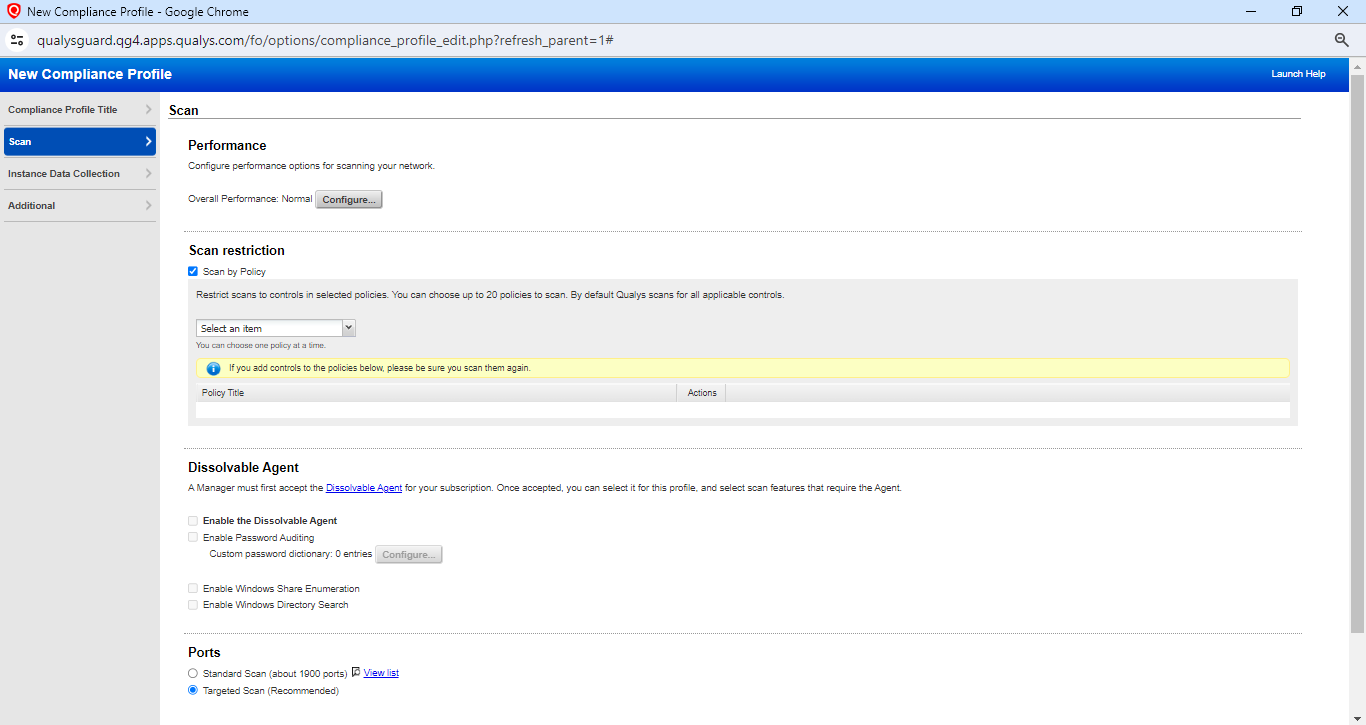 New Compliance Profile - Google Chrome
qualysguard.qg4.apps.qualys.com/fo/options/compliance_profile_edit.php?refresh_parent=1#
New Compliance Profile
Launch Help
Compliance Profile Title
Scan
Instance Data Collection
Additional
Scan
Performance
Configure performance options for scanning your network.
Overall Performance: Normal Configure...
Scan restriction
Scan by Policy
Restrict scans to controls in selected policies. You can choose up to 20 policies to scan. By default Qualys scans for all applicable controls.
Select an item
You can choose one policy at a time.
If you add controls to the policies below, please be sure you scan them again.
Policy Title Actions
Dissolvable Agent
A Manager must first accept the Dissolvable Agent for your subscription. Once accepted, you can select it for this profile, and select scan features that require the Agent.
Enable the Dissolvable Agent
Enable Password Auditing
Custom password dictionary: 0 entries Configure...
Enable Windows Share Enumeration
Enable Windows Directory Search
Ports
Standard Scan (about 1900 ports) View list
Targeted Scan (Recommended)